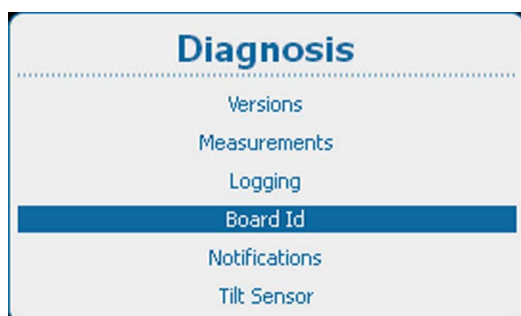 Diagnosis
Versions
Measurements
Logging
Board Id
Notifications
Tilt Sensor